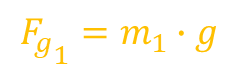 F_{g_1} = m_1 · g